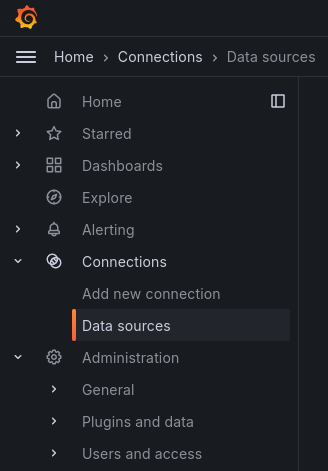 Home › Connections › Data sources
Home
Starred
Dashboards
Explore
Alerting
Connections
Add new connection
Data sources
Administration
General
Plugins and data
Users and access